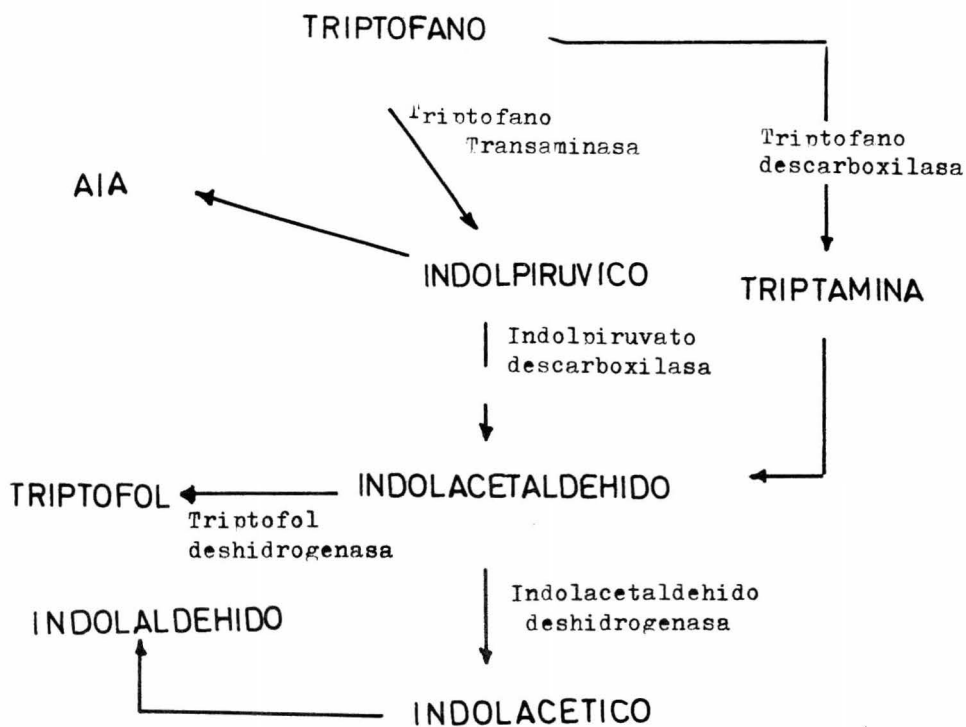 TRIPTOFANO
Triptofano
Transaminasa
Triptofano
descarboxilasa
AIA
INDOLPIRUVICO
TRIPTAMINA
Indolpiruvato
descarboxilasa
INDOLACETALDEHIDO
TRIPTOFOL
Triptofol
deshidrogenasa
Indolacetaldehido
deshidrogenasa
INDOLALDEHIDO
INDOLACETICO